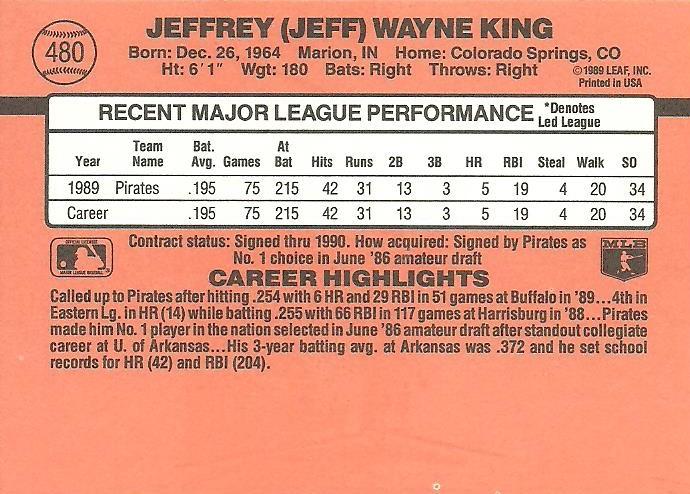 480
JEFFREY (JEFF) WAYNE KING
Born: Dec. 26, 1964 Marion, IN Home: Colorado Springs, CO
Ht: 6'1" Wgt: 180 Bats: Right Throws: Right
©1989 LEAF, INC.
Printed in USA
RECENT MAJOR LEAGUE PERFORMANCE *Denotes Led League
Year Team Name Bat. Avg. Games At Bat Hits Runs 2B 3B HR RBI Steal Walk SO
1989 Pirates .195 75 215 42 31 13 3 5 19 4 20 34
Career .195 75 215 42 31 13 3 5 19 4 20 34
OFFICIAL LICENSEE
MAJOR LEAGUE BASEBALL
Contract status: Signed thru 1990. How acquired: Signed by Pirates as
No. 1 choice in June '86 amateur draft
MLB
CAREER HIGHLIGHTS
Called up to Pirates after hitting .254 with 6 HR and 29 RBI in 51 games at Buffalo in '89...4th in
Eastern Lg. in HR (14) while batting .255 with 66 RBI in 117 games at Harrisburg in '88...Pirates
made him No. 1 player in the nation selected in June '86 amateur draft after standout collegiate
career at U. of Arkansas...His 3-year batting avg. at Arkansas was .372 and he set school
records for HR (42) and RBI (204).